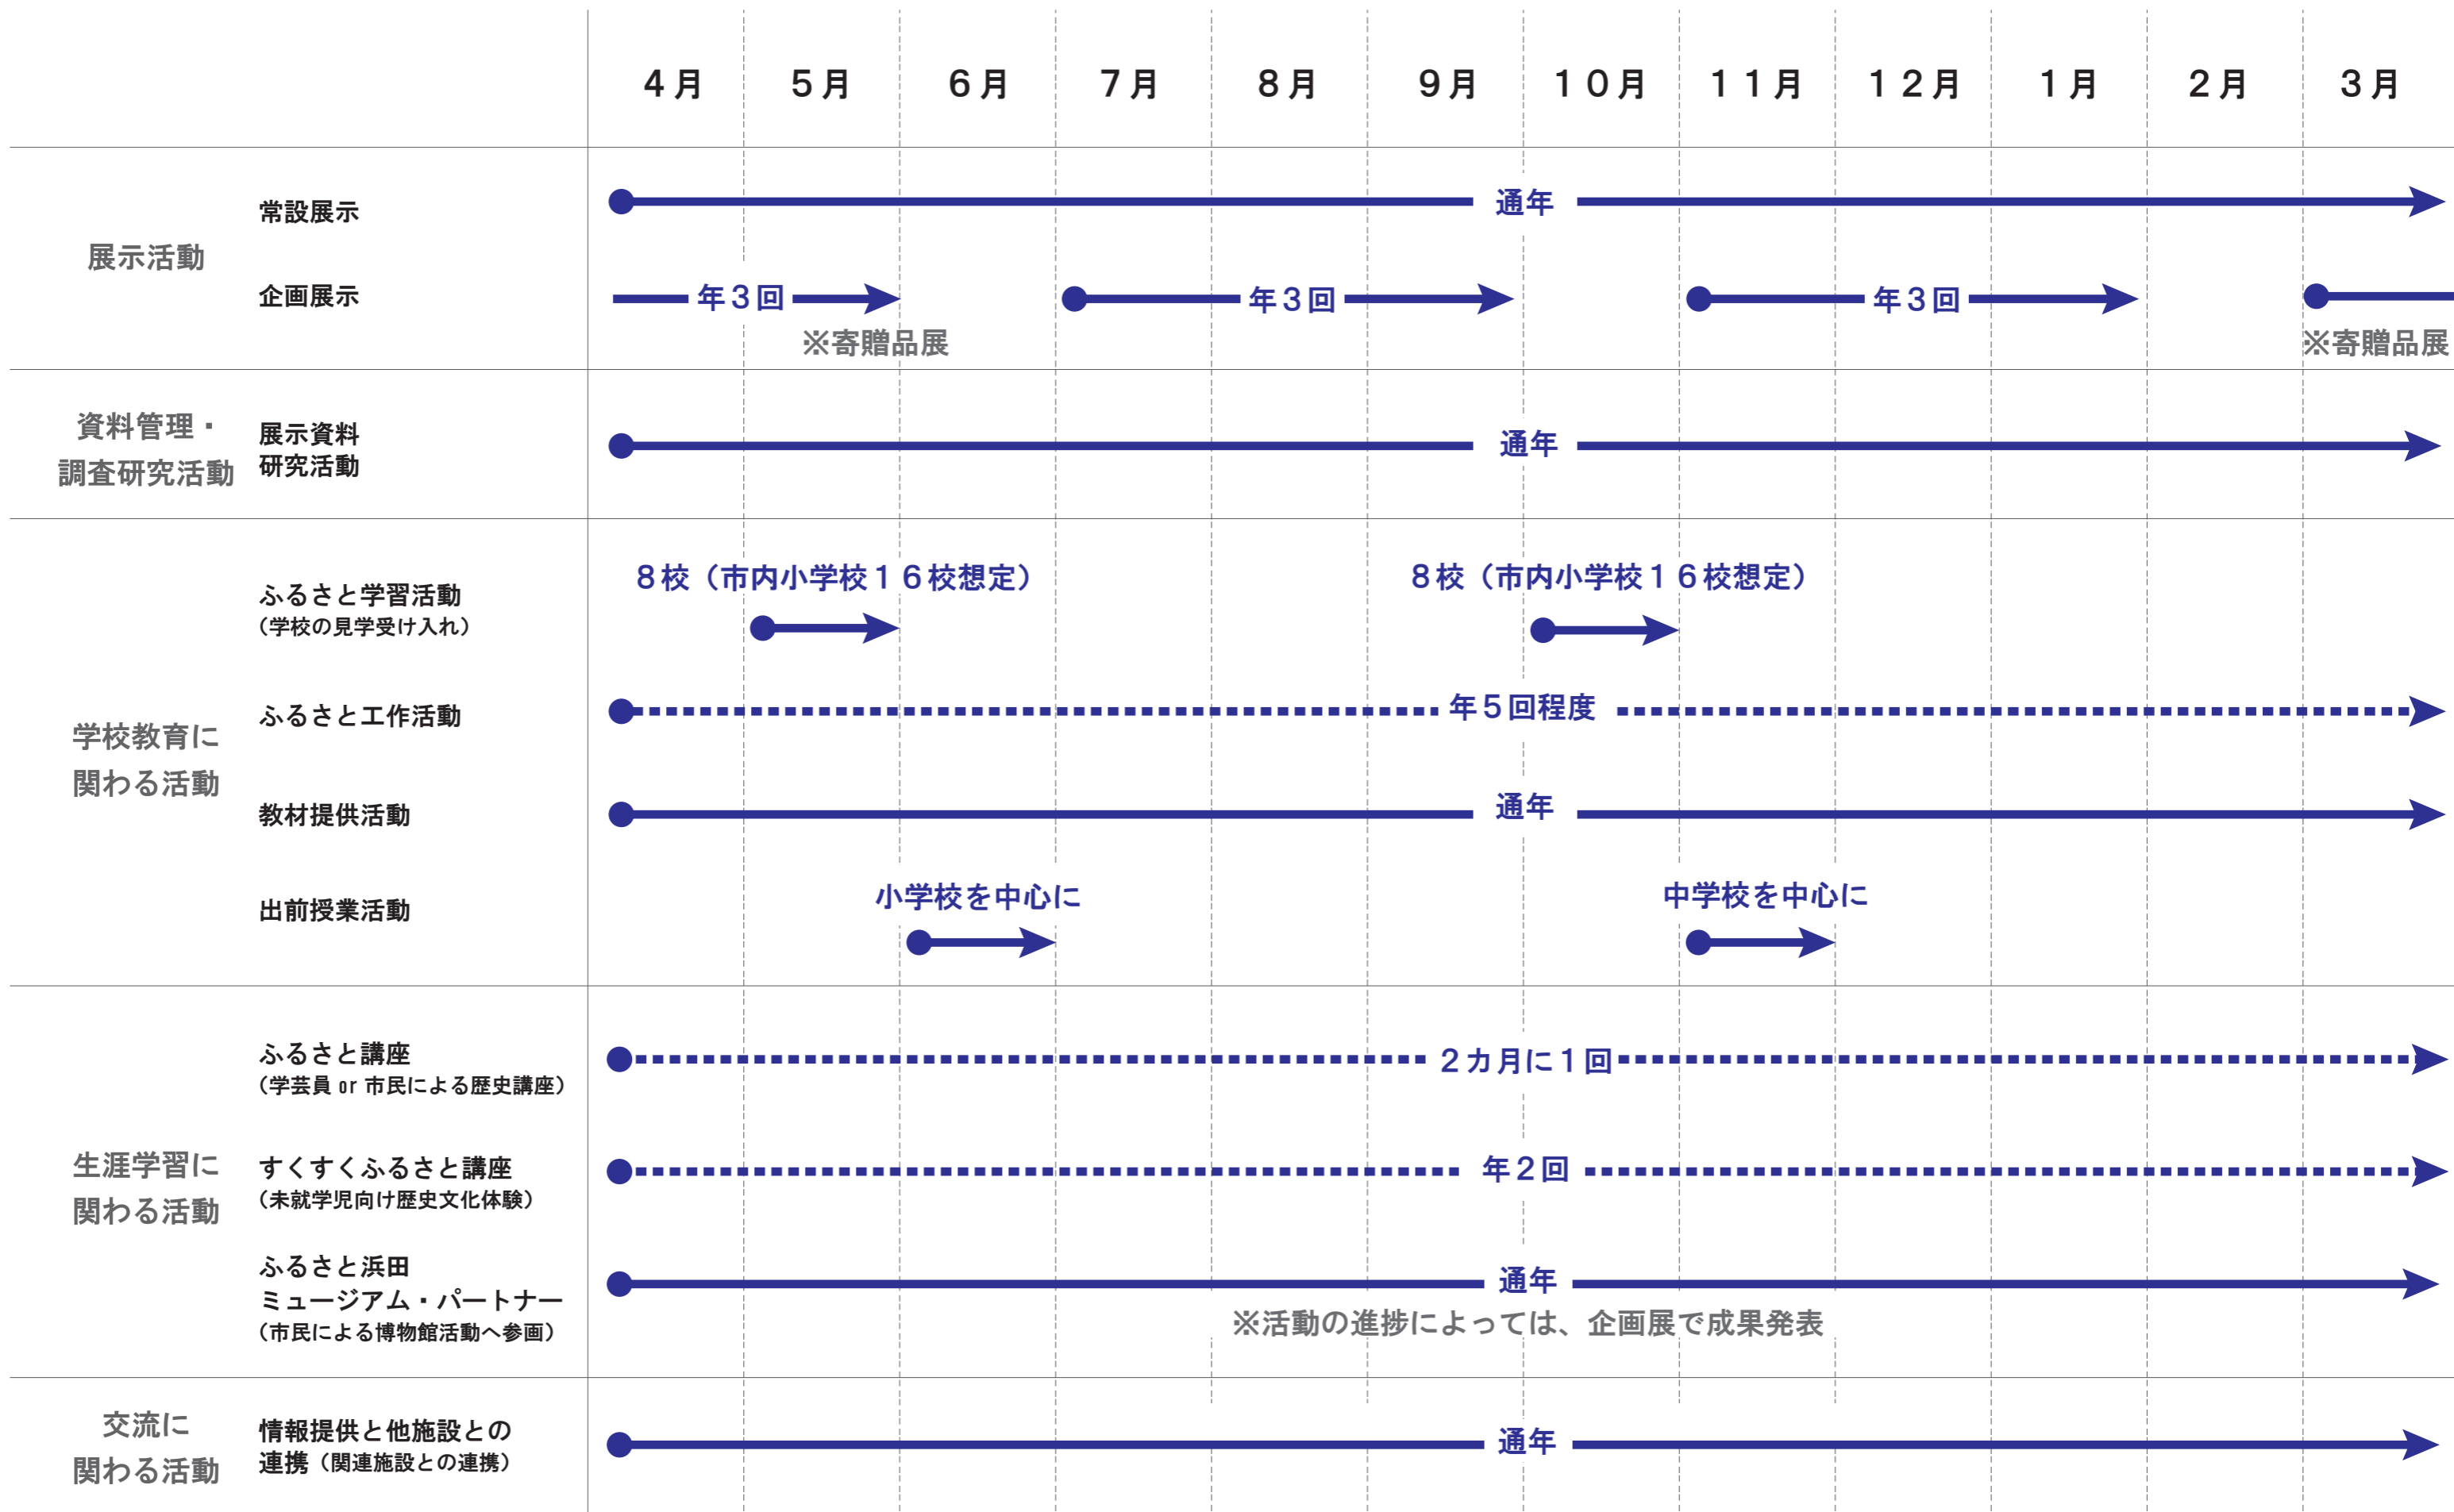 4月 5月 6月 7月 8月 9月 10月 11月 12月 1月 2月 3月
展示活動
常設展示
通年
企画展示
年3回 年3回 年3回
※寄贈品展 ※寄贈品展
資料管理・
調査研究活動
展示資料
研究活動
通年
学校教育に
関わる活動
ふるさと学習活動
(学校の見学受け入れ)
8校(市内小学校16校想定) 8校(市内小学校16校想定)
ふるさと工作活動
年5回程度
教材提供活動
通年
出前授業活動
小学校を中心に 中学校を中心に
生涯学習に
関わる活動
ふるさと講座
(学芸員 or 市民による歴史講座)
2カ月に1回
すくすくふるさと講座
(未就学児向け歴史文化体験)
年2回
ふるさと浜田
ミュージアム・パートナー
(市民による博物館活動へ参画)
通年
※活動の進捗によっては、企画展で成果発表
交流に
関わる活動
情報提供と他施設との
連携(関連施設との連携)
通年